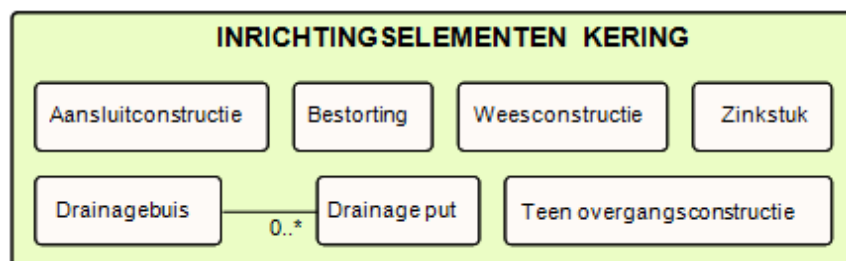 INRICHTINGSELEMENTEN KERING
Aansluitconstructie Bestorting Weesconstructie Zinkstuk
Drainagebuis 0..* Drainage put Teen overgangsconstructie